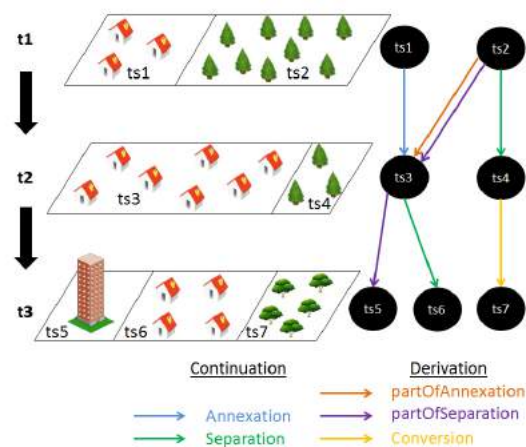 t1
ts1
ts2
ts1
ts2
t2
ts3
ts4
ts3
ts4
t3
ts5
ts6
ts7
ts5
ts6
ts7
Continuation
Derivation
Annexation
partOfAnnexation
Separation
partOfSeparation
Conversion